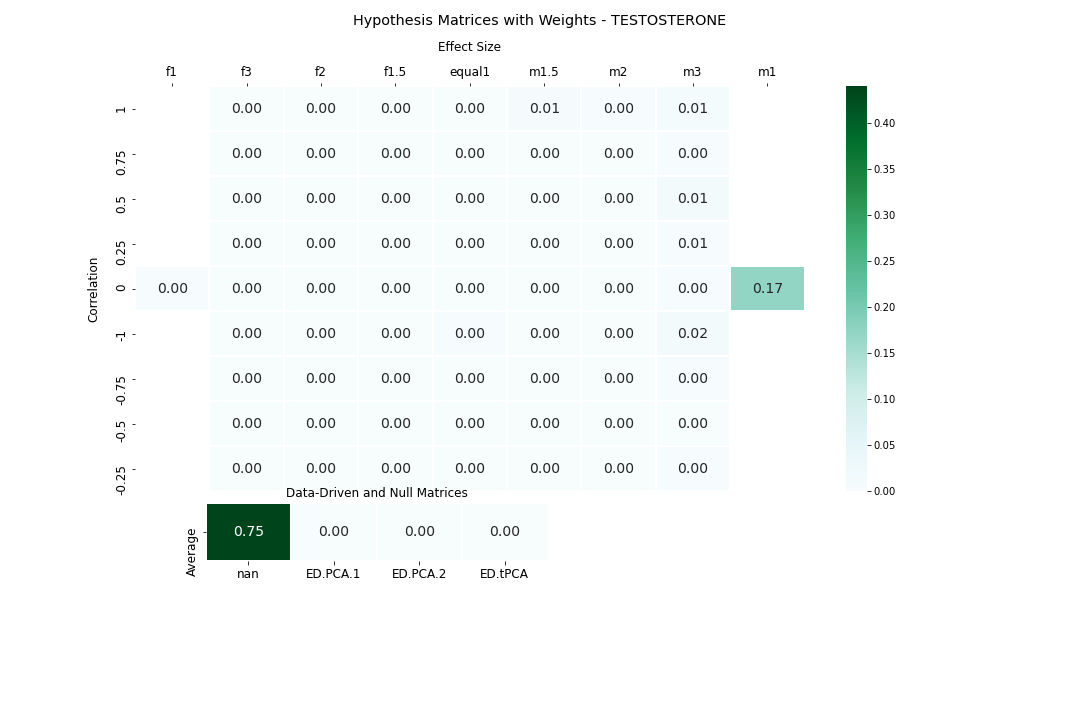 Hypothesis Matrices with Weights - TESTOSTERONE
Effect Size
f1 f3 f2 f1.5 equal1 m1.5 m2 m3 m1
1 0.00 0.00 0.00 0.00 0.01 0.00 0.01
0.75 0.00 0.00 0.00 0.00 0.00 0.00 0.00
0.5 0.00 0.00 0.00 0.00 0.00 0.00 0.01
0.25 0.00 0.00 0.00 0.00 0.00 0.00 0.01
Correlation
0 0.00 0.00 0.00 0.00 0.00 0.00 0.00 0.00 0.17
-1 0.00 0.00 0.00 0.00 0.00 0.00 0.02
-0.75 0.00 0.00 0.00 0.00 0.00 0.00 0.00
-0.5 0.00 0.00 0.00 0.00 0.00 0.00 0.00
-0.25 0.00 0.00 0.00 0.00 0.00 0.00 0.00
0.40
0.35
0.30
0.25
0.20
0.15
0.10
0.05
0.00
Data-Driven and Null Matrices
Average
0.75 0.00 0.00 0.00
nan ED.PCA.1 ED.PCA.2 ED.tPCA